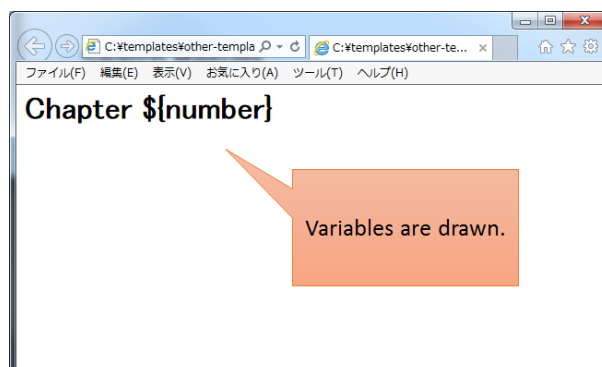 C:¥templates¥other-templa
C:¥templates¥other-te...
ファイル(F) 編集(E) 表示(V) お気に入り(A) ツール(T) ヘルプ(H)
Chapter ${number}
Variables are drawn.